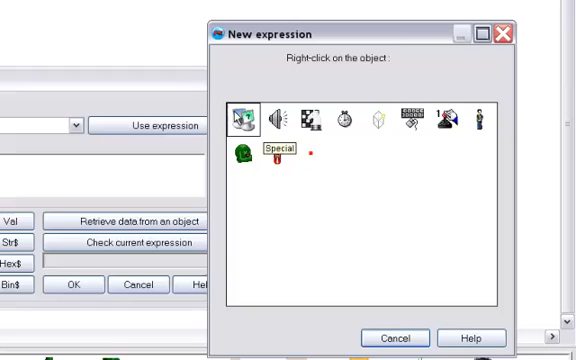 New expression
Right-click on the object :
Use expression
Special
Val
Retrieve data from an object
Str$
Check current expression
Hex$
Bin$
OK
Cancel
Hel
Cancel
Help